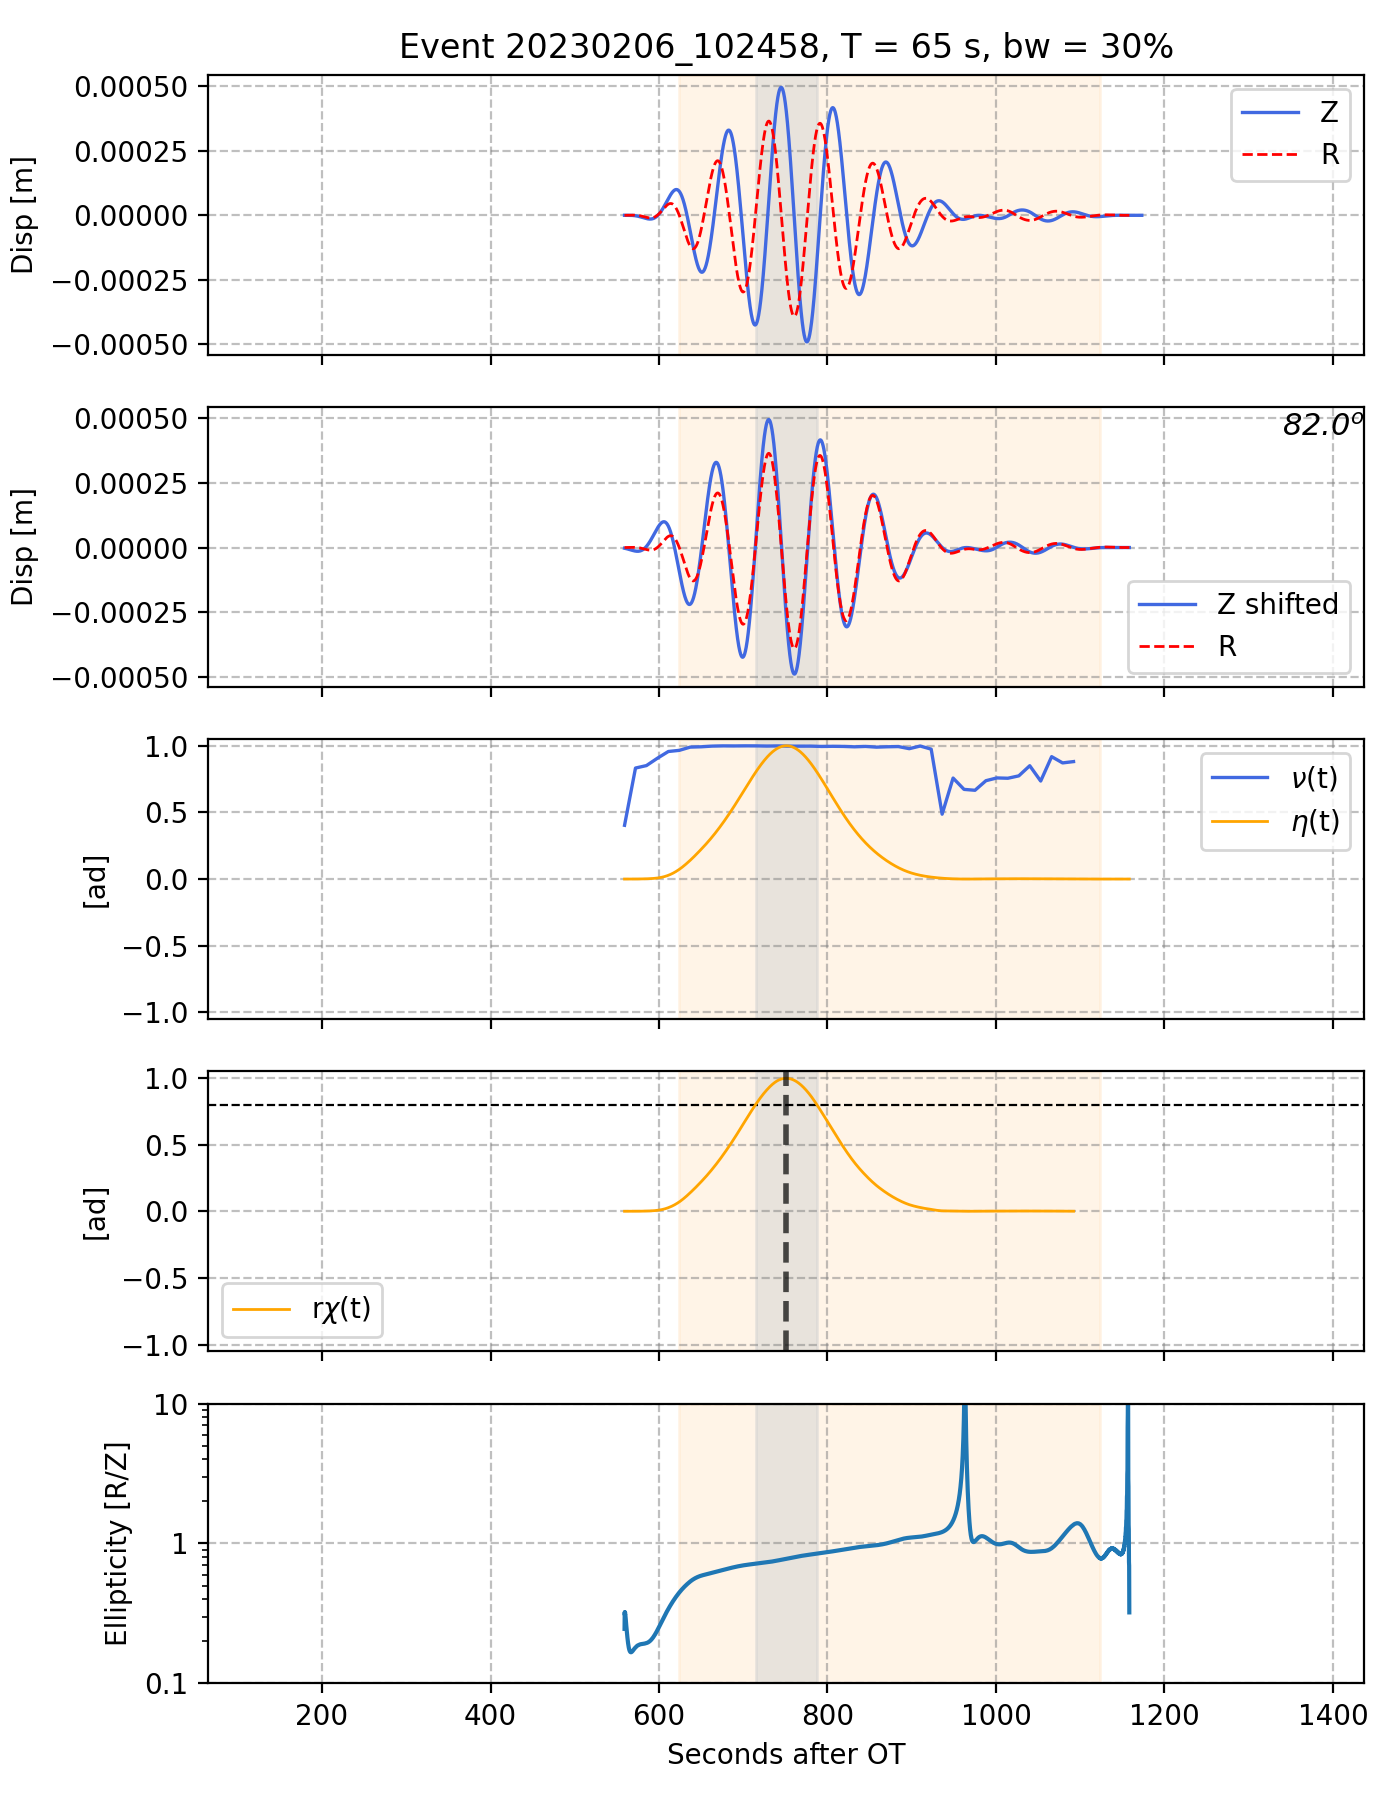 Event 20230206_102458, T = 65 s, bw = 30%
0.00050
0.00025
0.00000
−0.00025
−0.00050
Disp [m]
Z
R
0.00050
0.00025
0.00000
−0.00025
−0.00050
Disp [m]
82.0º
Z shifted
R
1.0
0.5
0.0
−0.5
−1.0
[ad]
ν(t)
η(t)
1.0
0.5
0.0
−0.5
−1.0
[ad]
rχ(t)
10
1
0.1
Ellipticity [R/Z]
200 400 600 800 1000 1200 1400
Seconds after OT